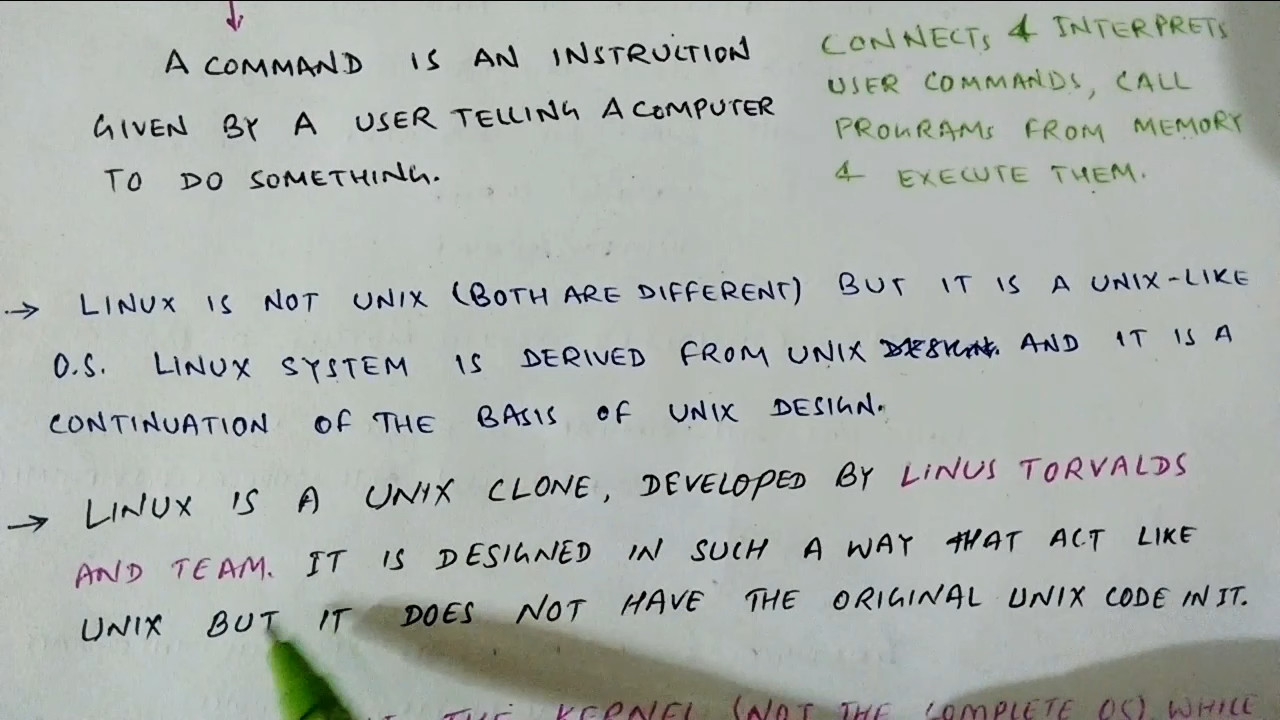 A COMMAND IS AN INSTRUCTION
GIVEN BY A USER TELLING A COMPUTER
TO DO SOMETHING.
CONNECTS & INTERPRETS
USER COMMANDS, CALL
PROGRAMS FROM MEMORY
& EXECUTE THEM.
→ LINUX IS NOT UNIX (BOTH ARE DIFFERENT) BUT IT IS A UNIX-LIKE
O.S. LINUX SYSTEM IS DERIVED FROM UNIX AND IT IS A
CONTINUATION OF THE BASIS OF UNIX DESIGN.
→ LINUX IS A UNIX CLONE, DEVELOPED BY LINUS TORVALDS
AND TEAM. IT IS DESIGNED IN SUCH A WAY THAT ACT LIKE
UNIX BUT IT DOES NOT HAVE THE ORIGINAL UNIX CODE IN IT.
THE KERNEL (NOT THE COMPLETE OS) WHILE